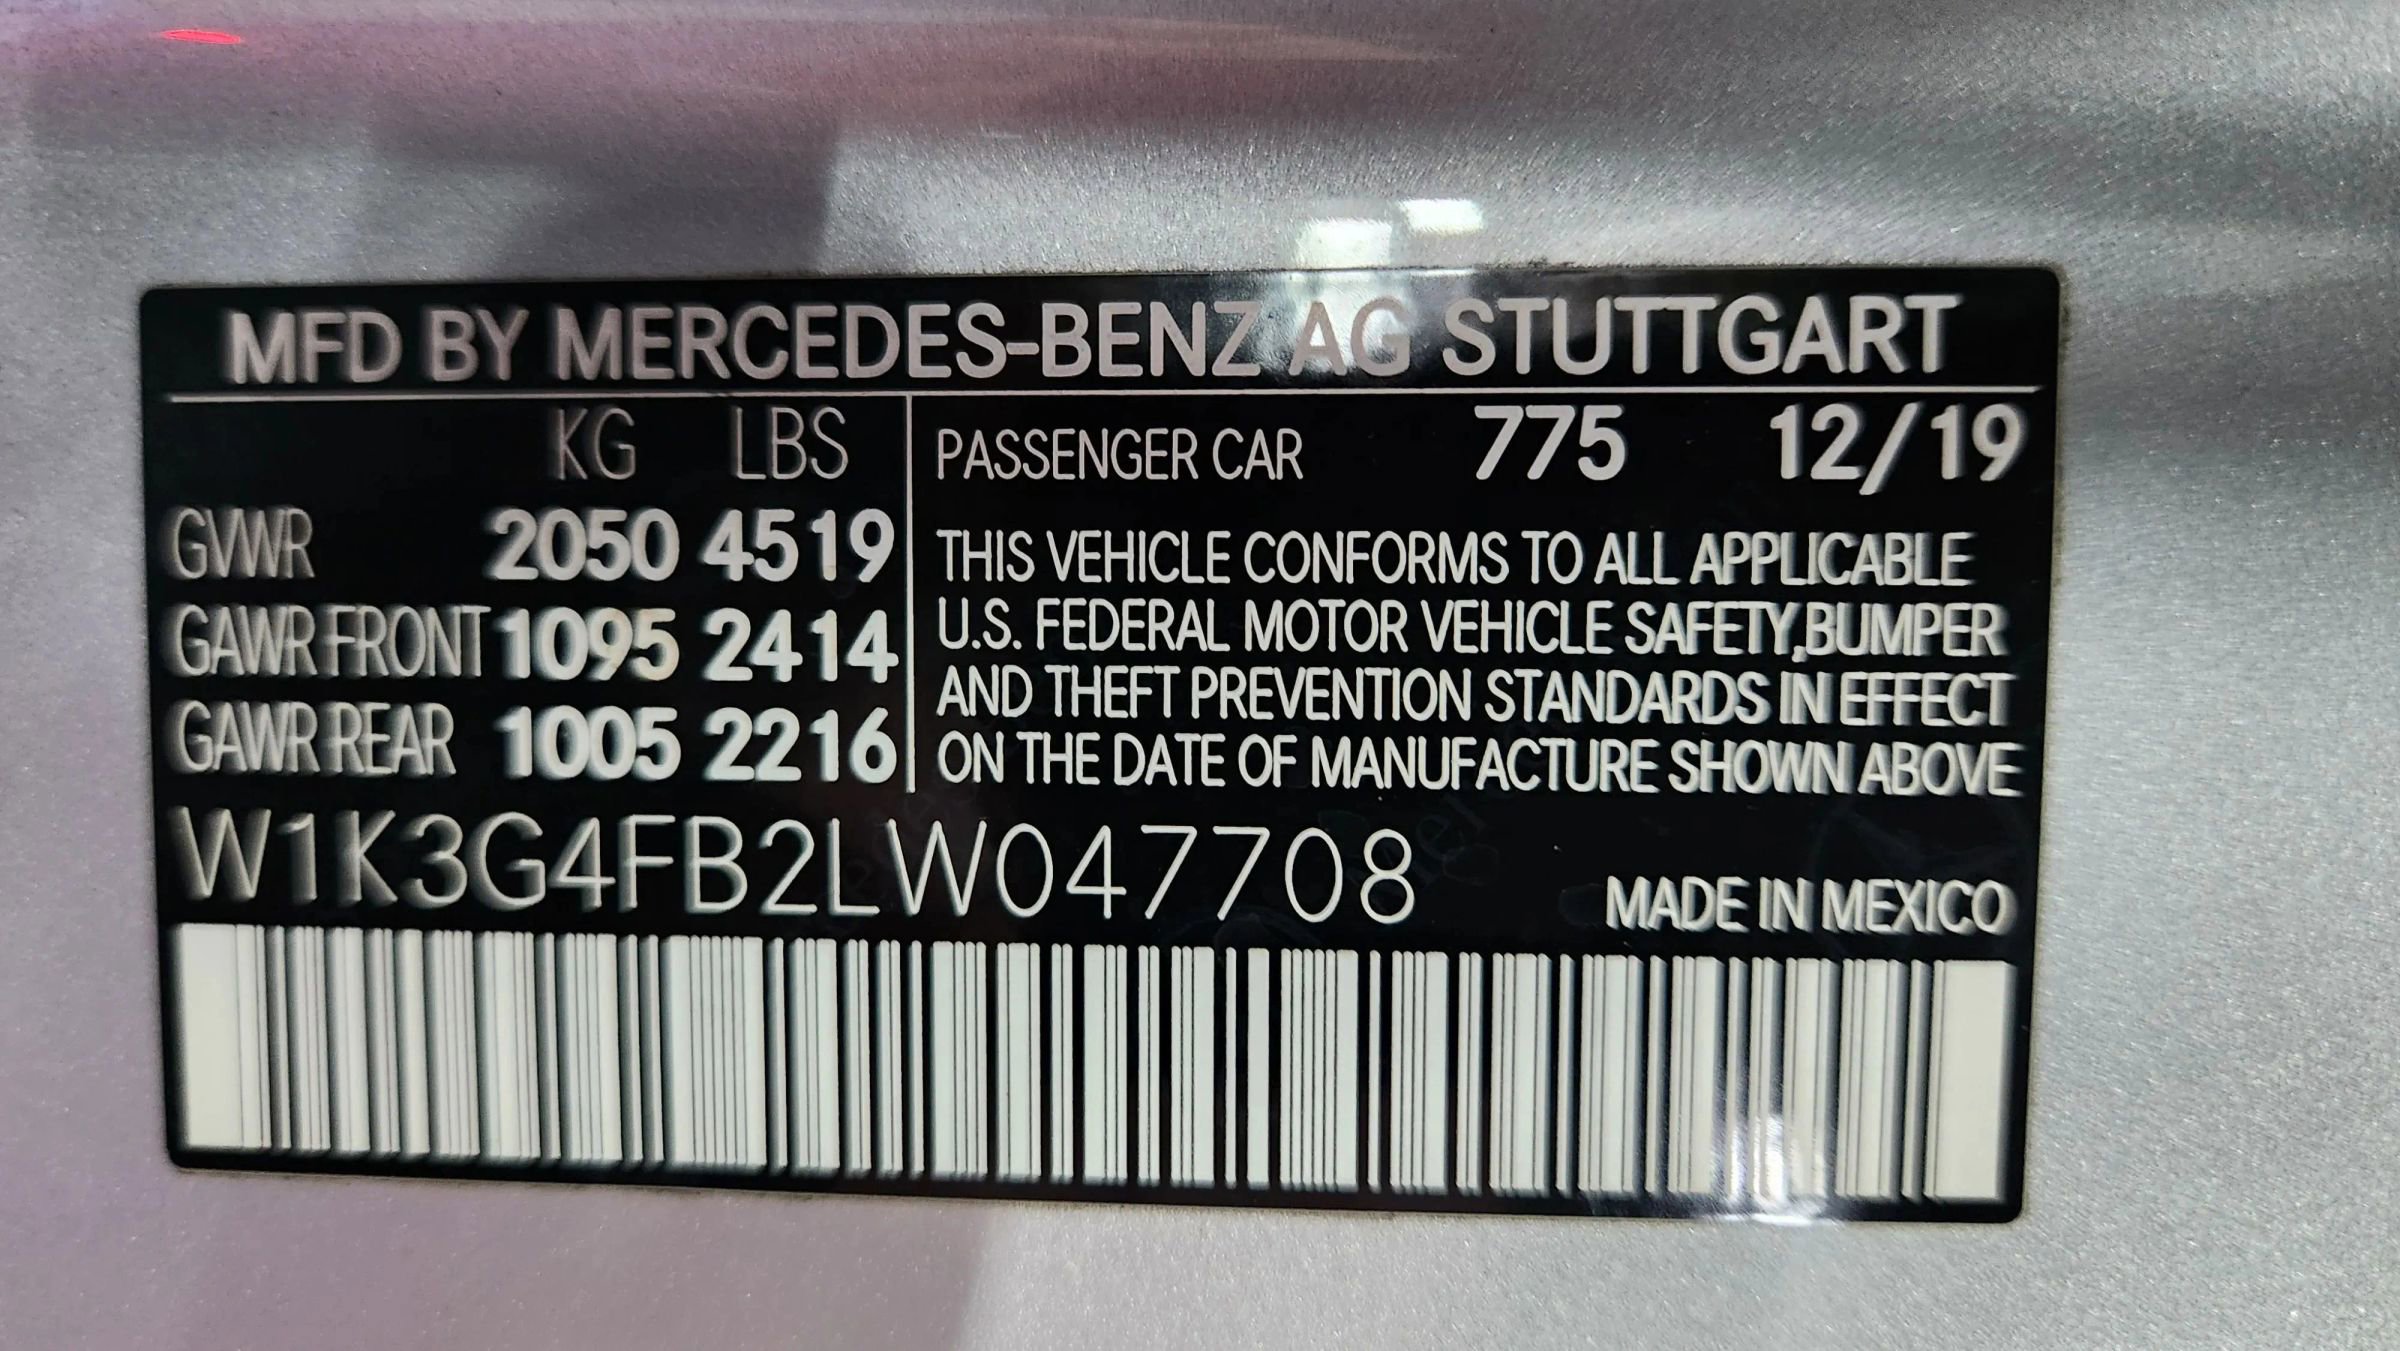 MFD BY MERCEDES-BENZ AG STUTTGART
KG LBS
GVWR 2050 4519
GAWR FRONT 1095 2414
GAWR REAR 1005 2216
PASSENGER CAR 775 12/19
THIS VEHICLE CONFORMS TO ALL APPLICABLE
U.S. FEDERAL MOTOR VEHICLE SAFETY,BUMPER
AND THEFT PREVENTION STANDARDS IN EFFECT
ON THE DATE OF MANUFACTURE SHOWN ABOVE
W1K3G4FB2LW047708
MADE IN MEXICO